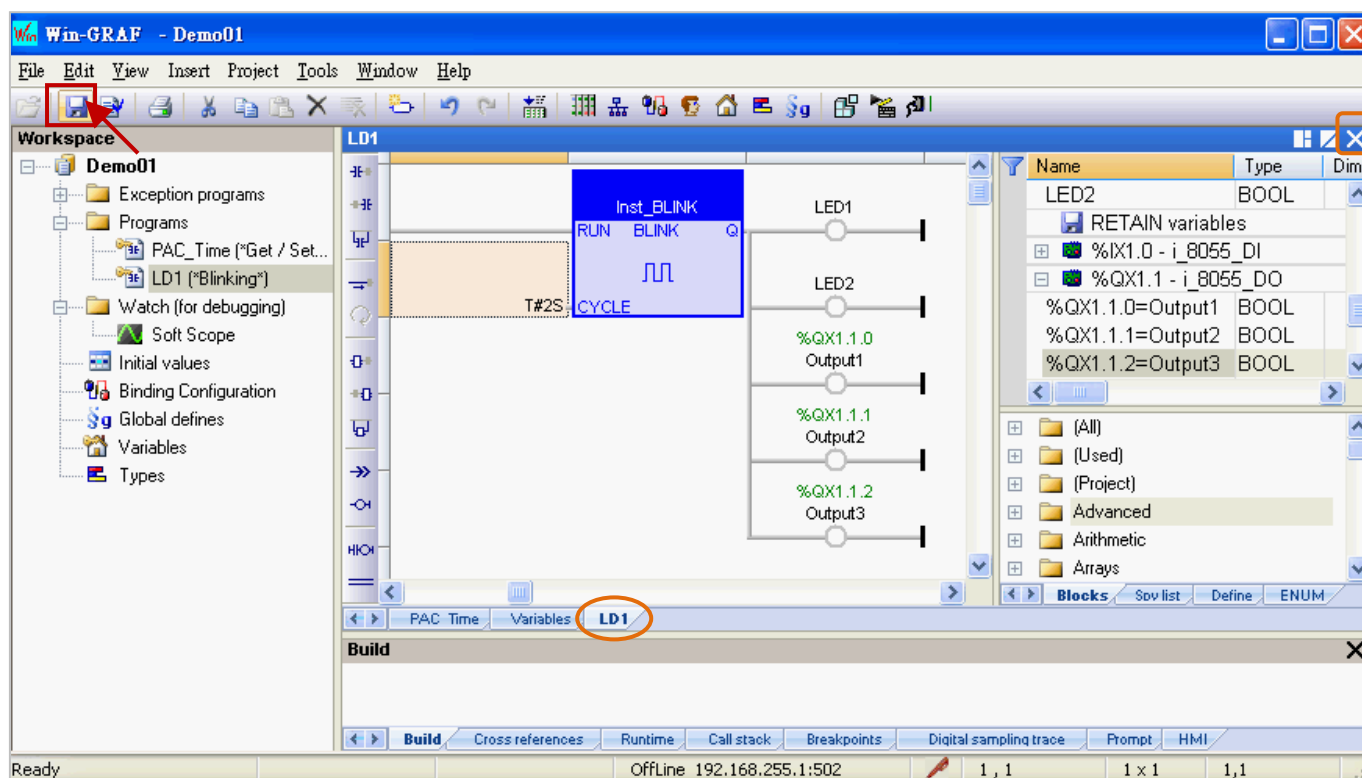 Win-GRAF - Demo01
File Edit View Insert Project Tools Window Help
Workspace
Demo01
Exception programs
Programs
PAC_Time (*Get / Set...
LD1 (*Blinking*)
Watch (for debugging)
Soft Scope
Initial values
Binding Configuration
Global defines
Variables
Types
LD1
Inst_BLINK
RUN BLINK Q
T#2S CYCLE
LED1
LED2
%QX1.1.0
Output1
%QX1.1.1
Output2
%QX1.1.2
Output3
Name Type Dim
LED2 BOOL
RETAIN variables
%IX1.0 - i_8055_DI
%QX1.1 - i_8055_DO
%QX1.1.0=Output1 BOOL
%QX1.1.1=Output2 BOOL
%QX1.1.2=Output3 BOOL
(All)
(Used)
(Project)
Advanced
Arithmetic
Arrays
Blocks Spy list Define ENUM
PAC_Time Variables LD1
Build
Build Cross references Runtime Call stack Breakpoints Digital sampling trace Prompt HMI
Ready OffLine 192.168.255.1:502 1 , 1 1 x 1 1,1